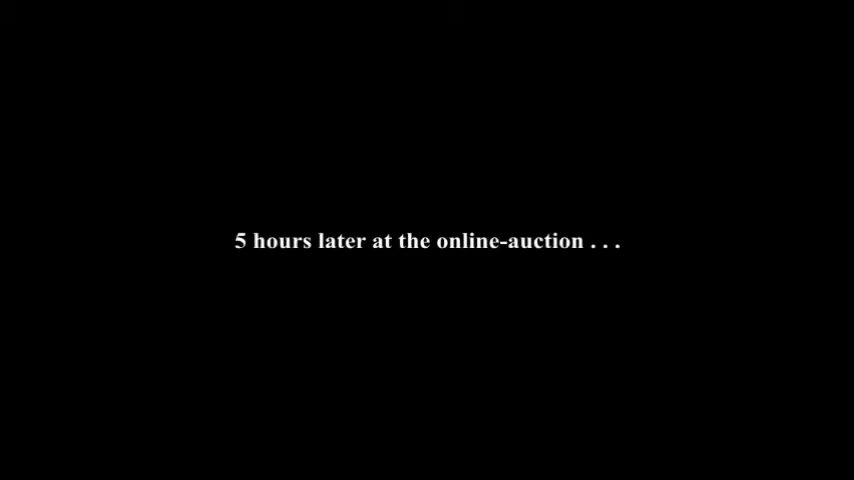 5 hours later at the online-auction . . .